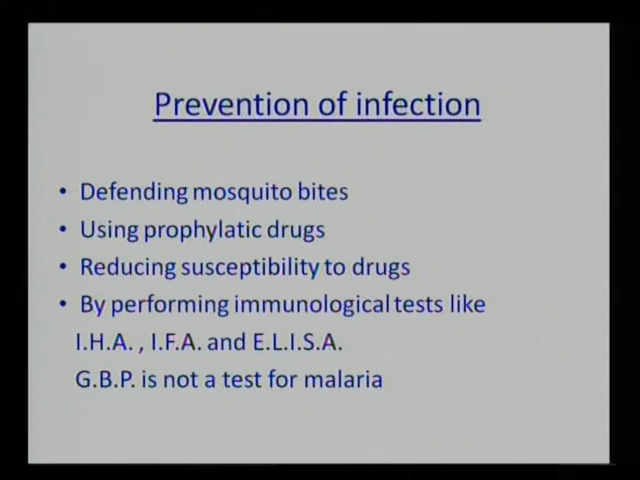 Prevention of infection
• Defending mosquito bites
• Using prophylatic drugs
• Reducing susceptibility to drugs
• By performing immunological tests like
I.H.A. , I.F.A. and E.L.I.S.A.
G.B.P. is not a test for malaria